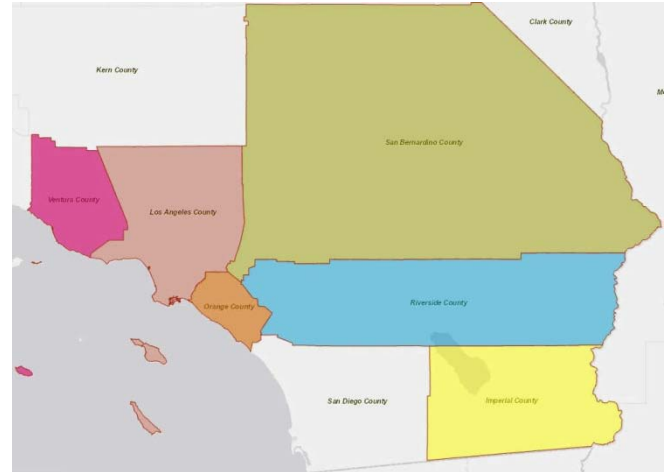 Clark County
Kern County
San Bernardino County
Ventura County
Los Angeles County
Orange County
Riverside County
San Diego County
Imperial County